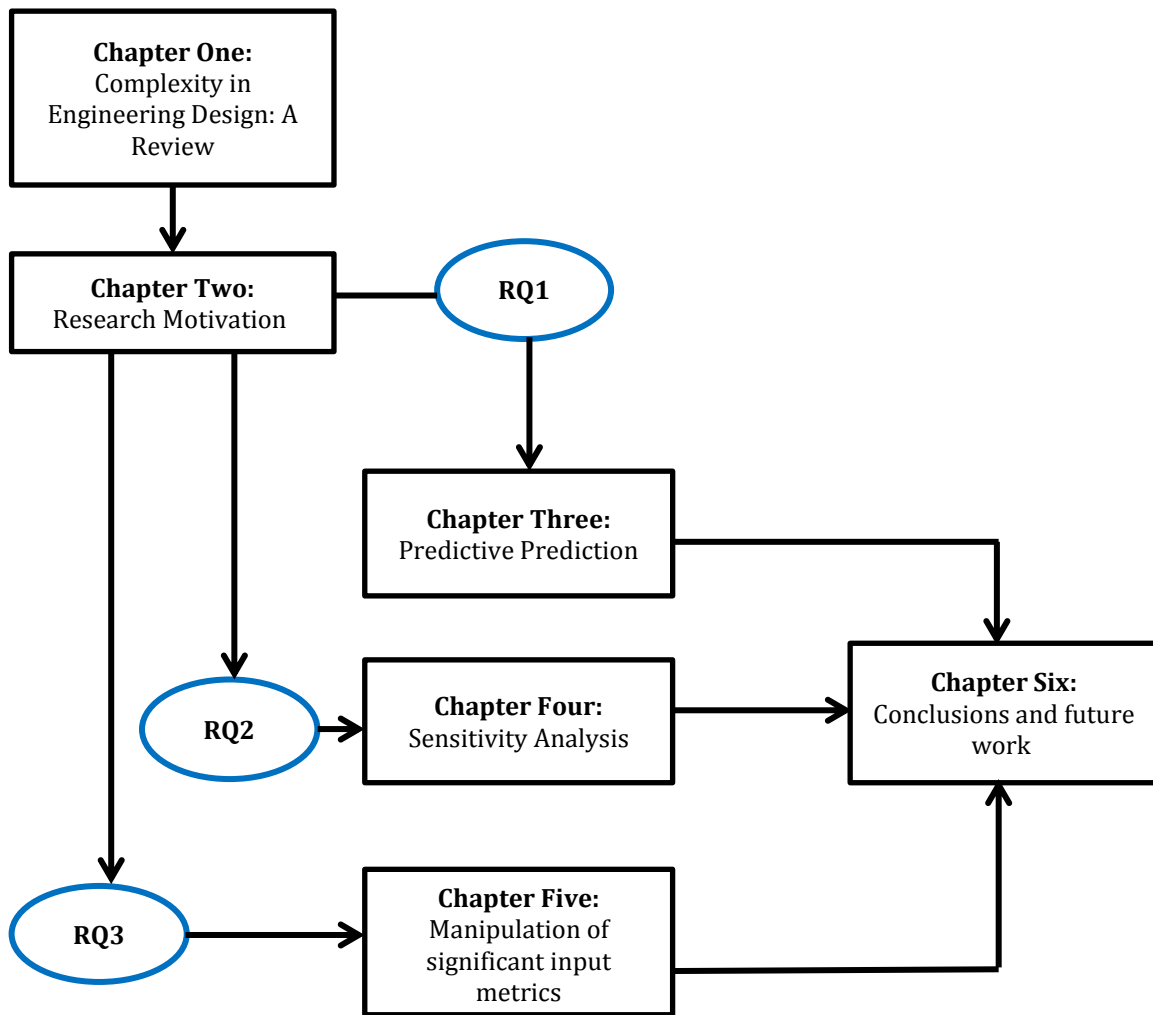 Chapter One:
Complexity in
Engineering Design: A
Review
Chapter Two:
Research Motivation
RQ1
Chapter Three:
Predictive Prediction
RQ2
Chapter Four:
Sensitivity Analysis
Chapter Six:
Conclusions and future
work
RQ3
Chapter Five:
Manipulation of
significant input
metrics